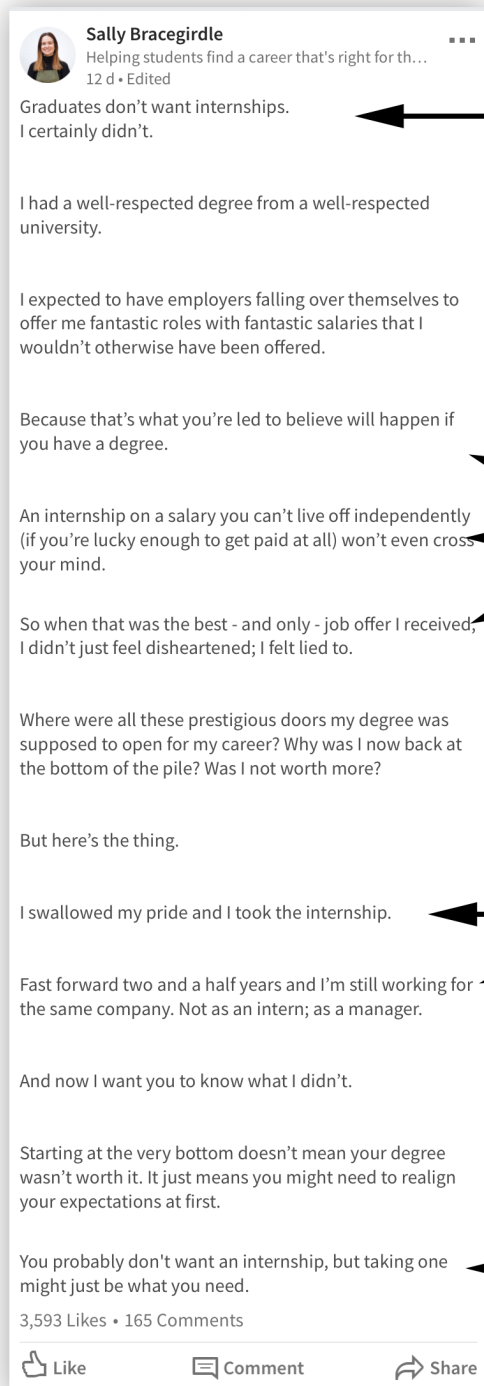 Sally Bracegirdle
Helping students find a career that's right for th...
12 d • Edited
Graduates don’t want internships.
I certainly didn’t.
I had a well-respected degree from a well-respected
university.
I expected to have employers falling over themselves to
offer me fantastic roles with fantastic salaries that I
wouldn’t otherwise have been offered.
Because that’s what you’re led to believe will happen if
you have a degree.
An internship on a salary you can’t live off independently
(if you’re lucky enough to get paid at all) won’t even cross
your mind.
So when that was the best - and only - job offer I received,
I didn’t just feel disheartened; I felt lied to.
Where were all these prestigious doors my degree was
supposed to open for my career? Why was I now back at
the bottom of the pile? Was I not worth more?
But here’s the thing.
I swallowed my pride and I took the internship.
Fast forward two and a half years and I’m still working for
the same company. Not as an intern; as a manager.
And now I want you to know what I didn’t.
Starting at the very bottom doesn’t mean your degree
wasn’t worth it. It just means you might need to realign
your expectations at first.
You probably don't want an internship, but taking one
might just be what you need.
3,593 Likes • 165 Comments
Like Comment Share